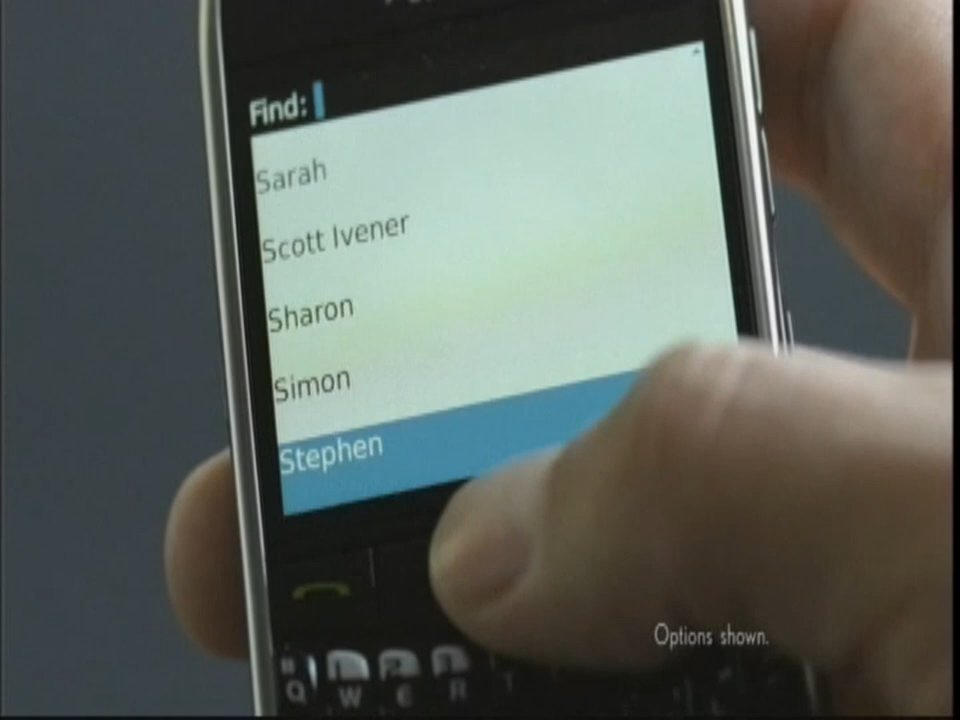 Find:
Sarah
Scott Ivener
Sharon
Simon
Stephen
Q W E R T
Options shown.